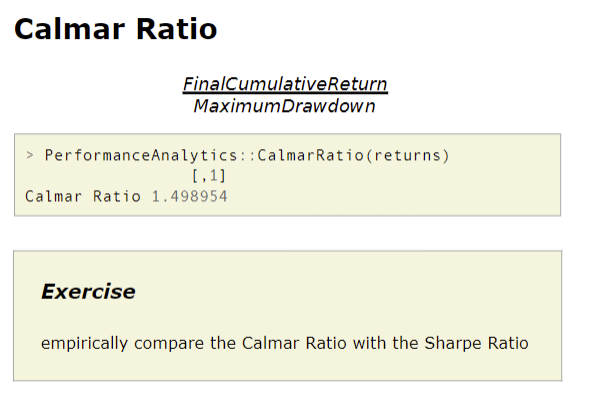 Calmar Ratio
FinalCumulativeReturn
MaximumDrawdown
> PerformanceAnalytics::CalmarRatio(returns)
[,1]
Calmar Ratio 1.498954
Exercise
empirically compare the Calmar Ratio with the Sharpe Ratio